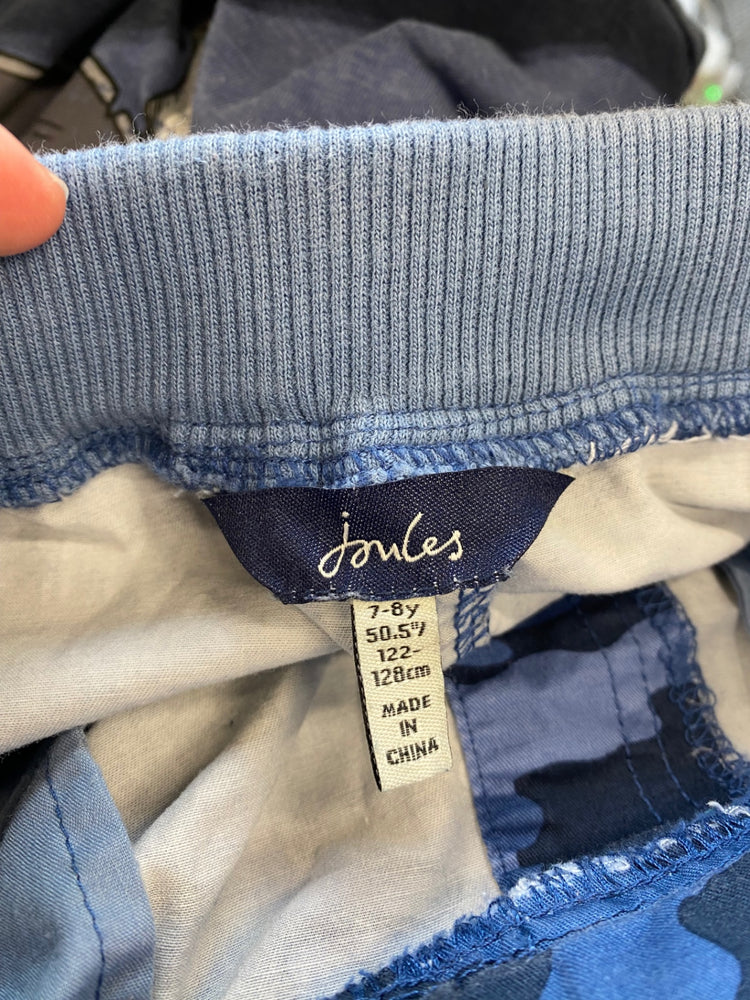 joules
7-8y
50.5"/
122-
128cm
MADE
IN
CHINA